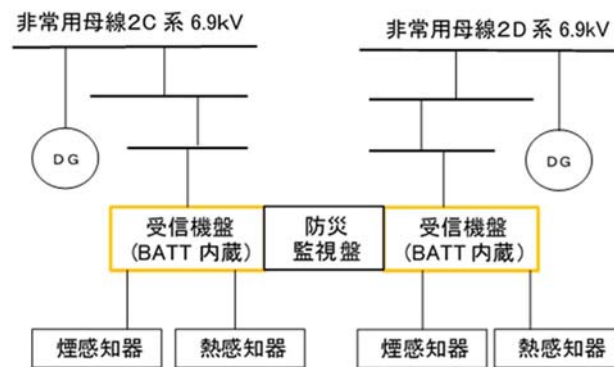 非常用母線2C 系 6.9kV
非常用母線2D 系 6.9kV
DG
DG
受信機盤
(BATT 内蔵)
防災
監視盤
受信機盤
(BATT 内蔵)
煙感知器
熱感知器
煙感知器
熱感知器